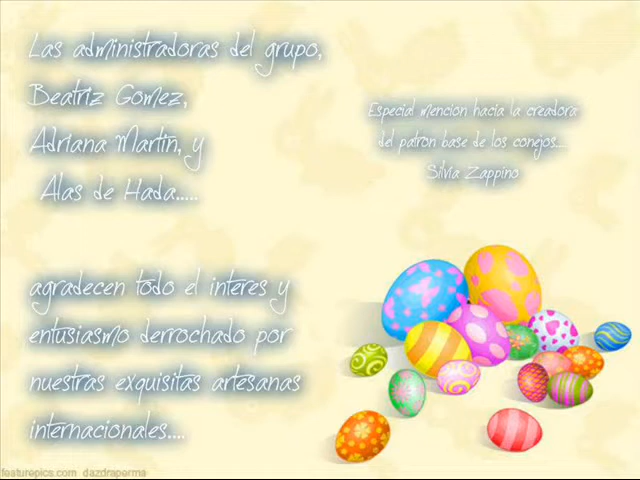 Las administradoras del grupo,
Beatriz Gomez,
Adriana Martin, y
Alas de Hada.....
agradecen todo el interes y
entusiasmo derrochado por
nuestras exquisitas artesanas
internacionales....
Especial mencion hacia la creadora
del patron base de los conejos....
Silvia Zappino
featurepics.com dazdraperma